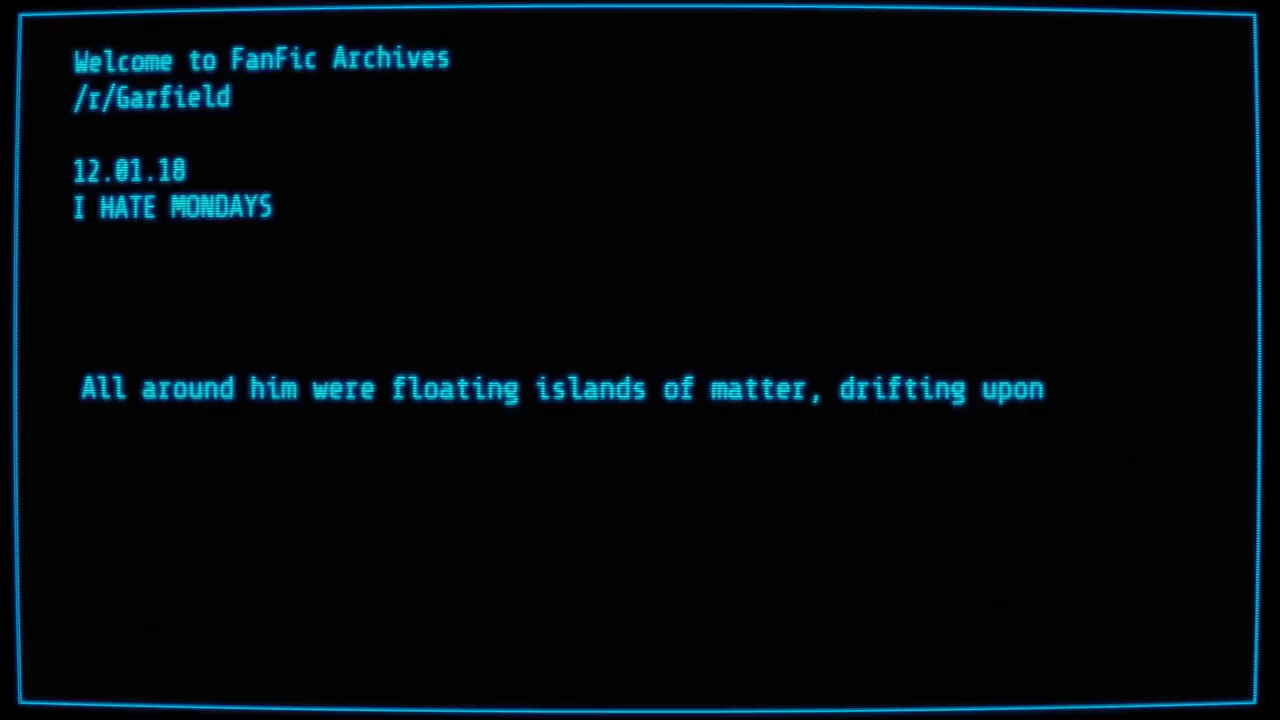 Welcome to FanFic Archives
/r/Garfield
12.01.18
I HATE MONDAYS
All around him were floating islands of matter, drifting upon